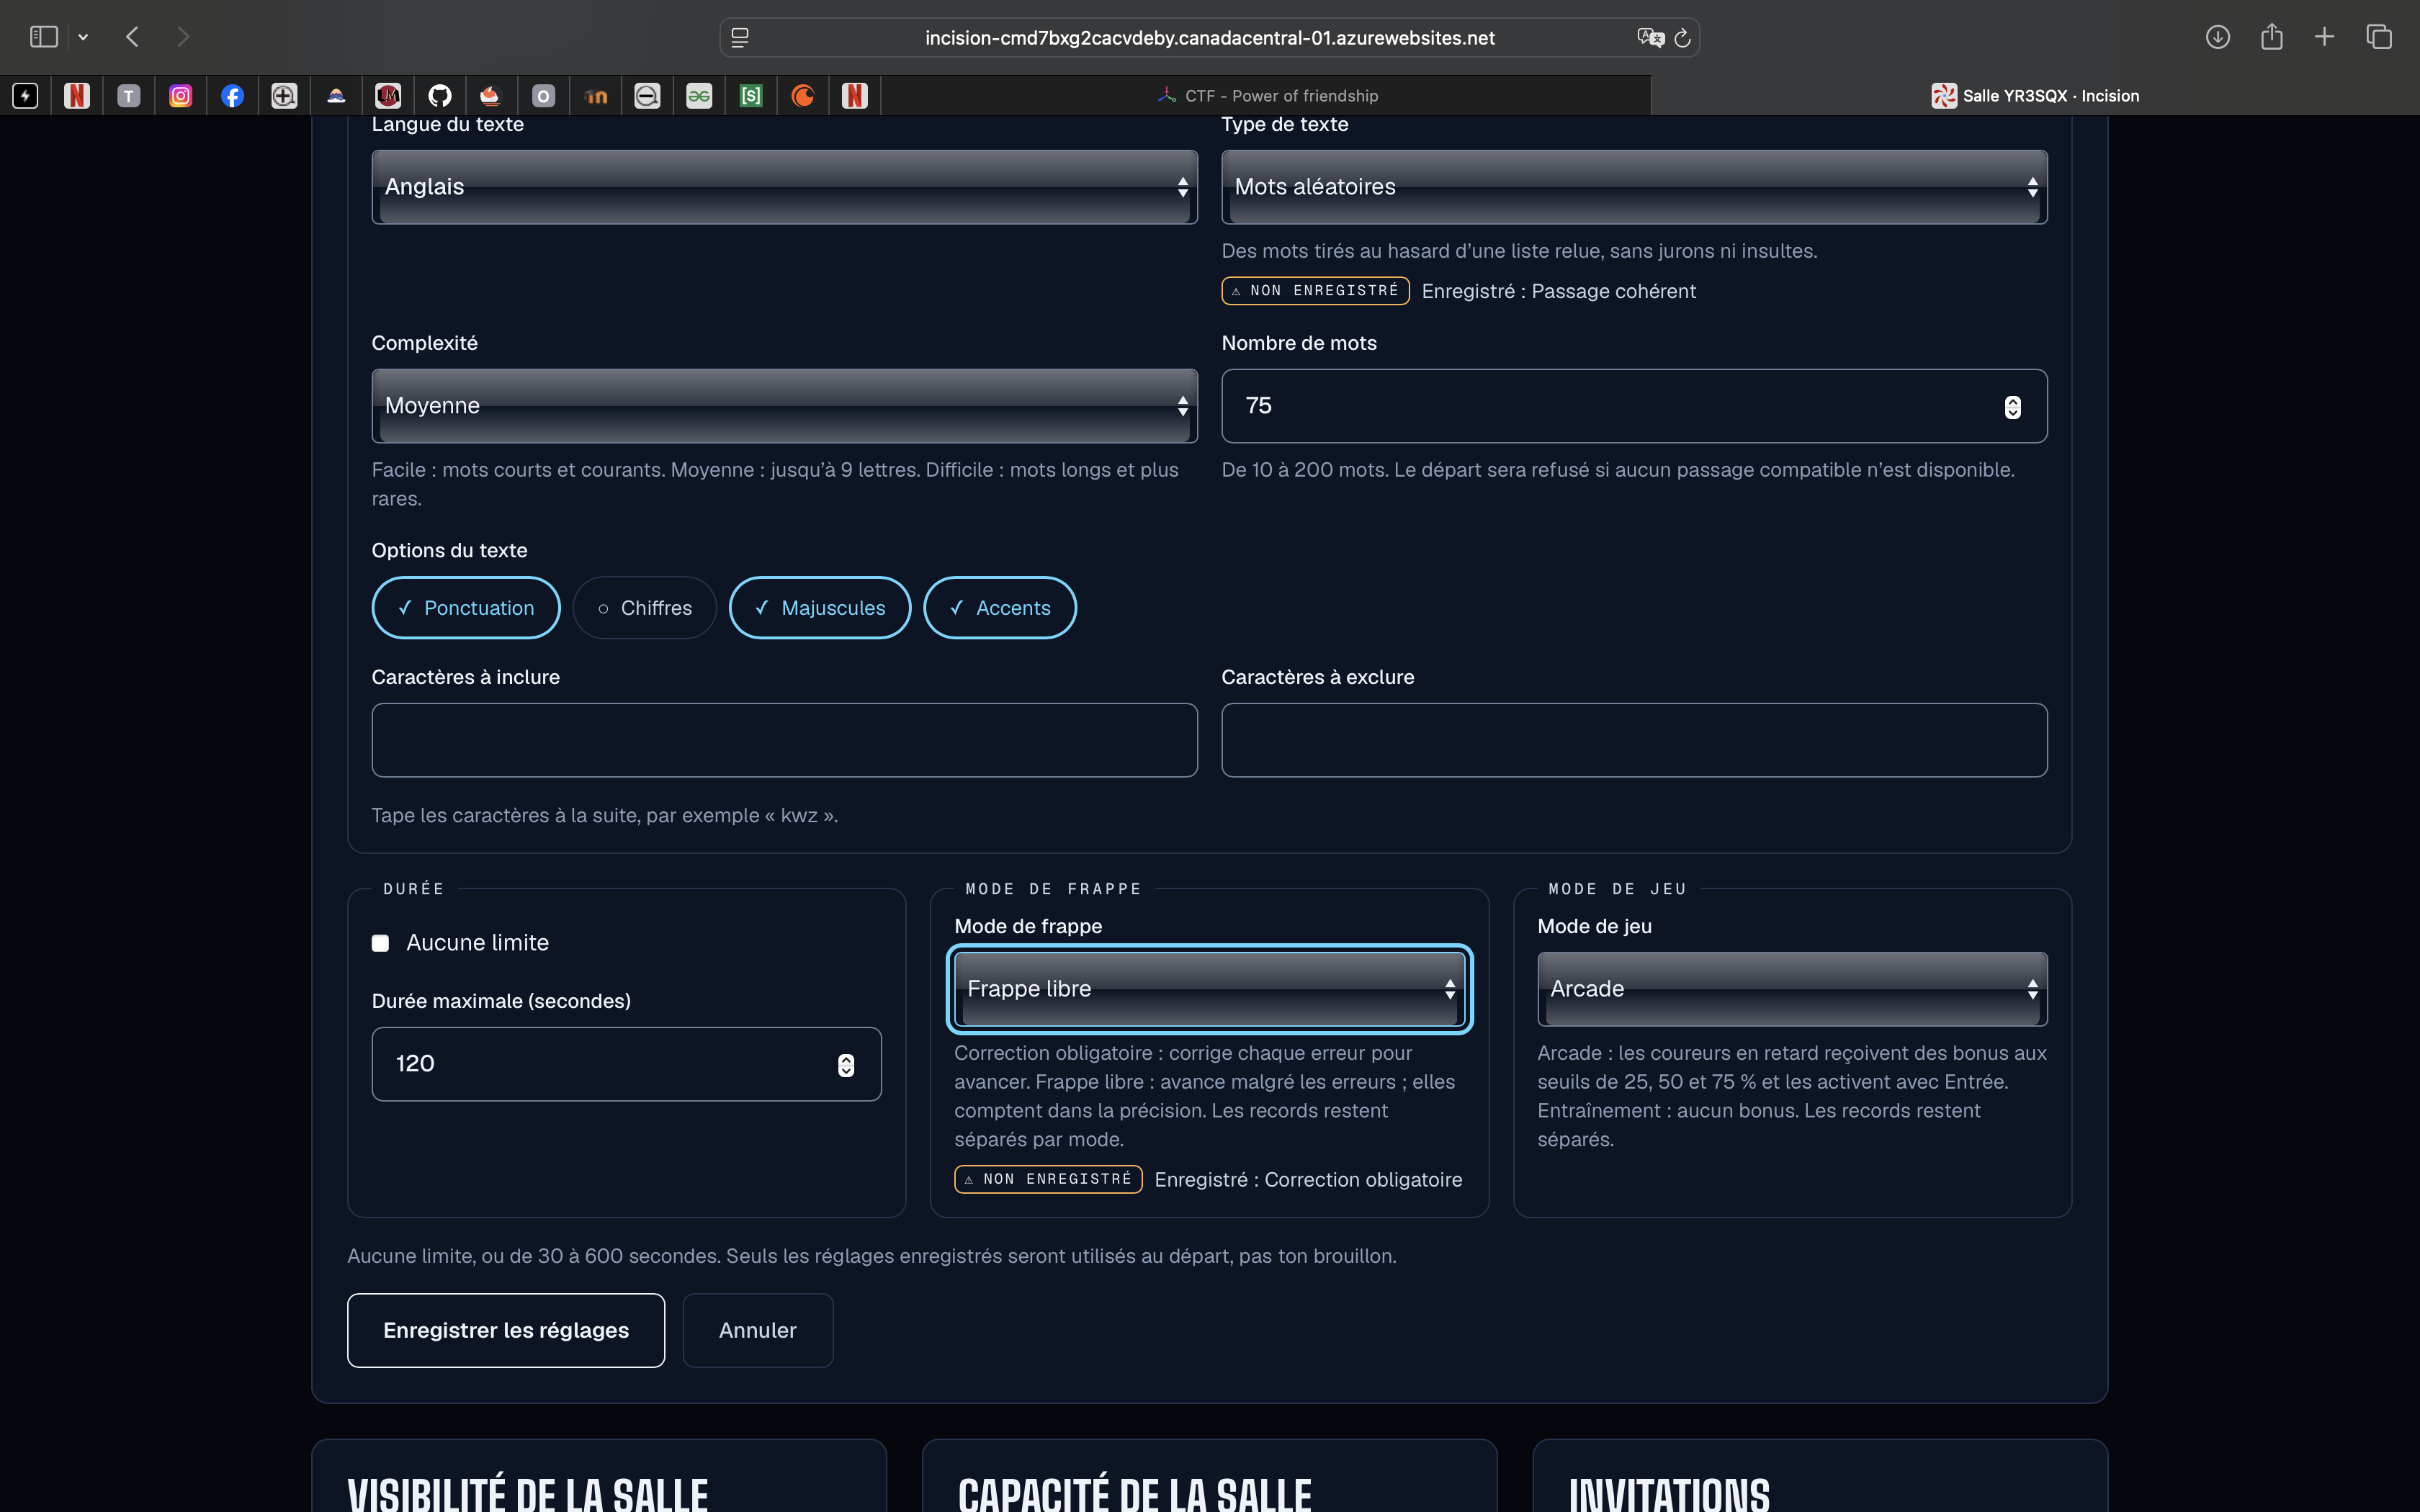 incision-cmd7bxg2cacvdeby.canadacentral-01.azurewebsites.net
CTF - Power of friendship
Salle YR3SQX · Incision
Langue du texte
Type de texte
Anglais
Mots aléatoires
Des mots tirés au hasard d’une liste relue, sans jurons ni insultes.
⚠ NON ENREGISTRÉ Enregistré : Passage cohérent
Complexité
Nombre de mots
Moyenne
75
Facile : mots courts et courants. Moyenne : jusqu’à 9 lettres. Difficile : mots longs et plus
rares.
De 10 à 200 mots. Le départ sera refusé si aucun passage compatible n’est disponible.
Options du texte
✓ Ponctuation
○ Chiffres
✓ Majuscules
✓ Accents
Caractères à inclure
Caractères à exclure
Tape les caractères à la suite, par exemple « kwz ».
DURÉE
Aucune limite
Durée maximale (secondes)
120
MODE DE FRAPPE
Mode de frappe
Frappe libre
Correction obligatoire : corrige chaque erreur pour
avancer. Frappe libre : avance malgré les erreurs ; elles
comptent dans la précision. Les records restent
séparés par mode.
⚠ NON ENREGISTRÉ Enregistré : Correction obligatoire
MODE DE JEU
Mode de jeu
Arcade
Arcade : les coureurs en retard reçoivent des bonus aux
seuils de 25, 50 et 75 % et les activent avec Entrée.
Entraînement : aucun bonus. Les records restent
séparés.
Aucune limite, ou de 30 à 600 secondes. Seuls les réglages enregistrés seront utilisés au départ, pas ton brouillon.
Enregistrer les réglages
Annuler
VISIBILITÉ DE LA SALLE
CAPACITÉ DE LA SALLE
INVITATIONS